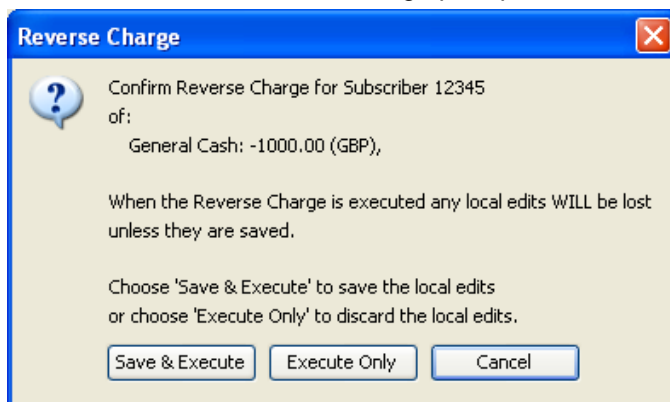 Reverse Charge
Confirm Reverse Charge for Subscriber 12345
of:
General Cash: -1000.00 (GBP),
When the Reverse Charge is executed any local edits WILL be lost
unless they are saved.
Choose 'Save & Execute' to save the local edits
or choose 'Execute Only' to discard the local edits.
Save & Execute Execute Only Cancel